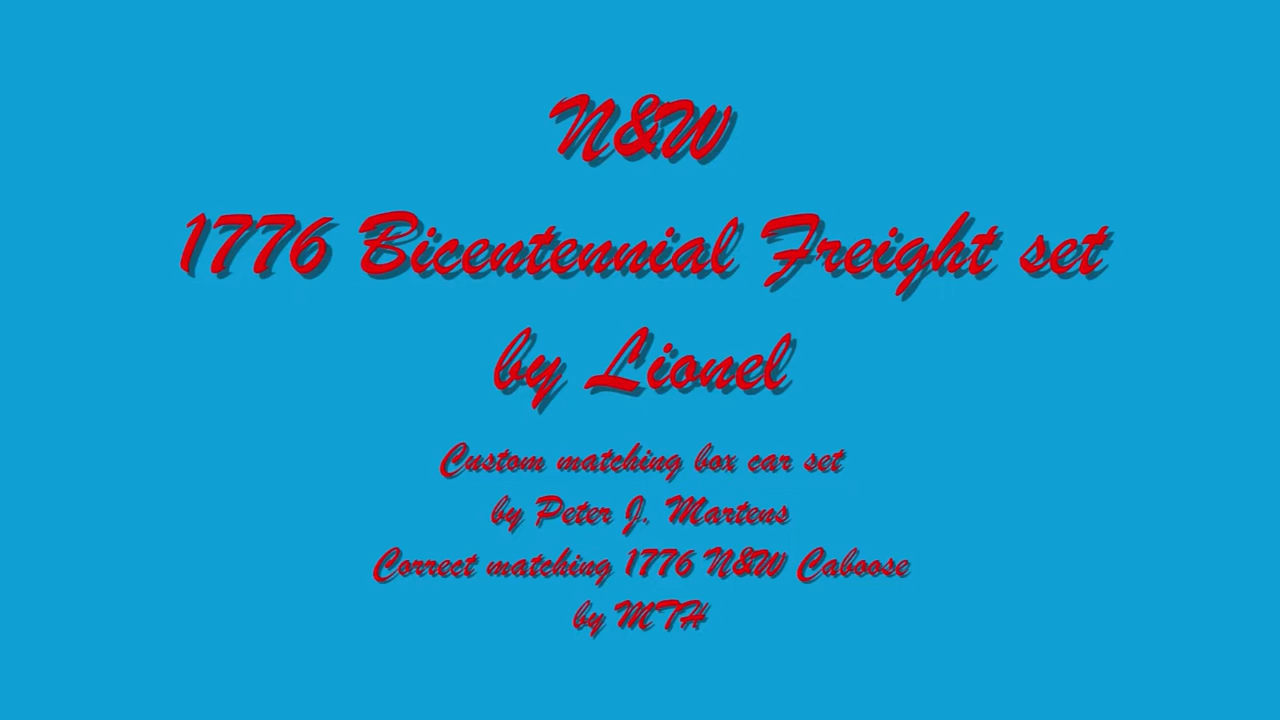 N&W
1776 Bicentennial Freight set
by Lionel
Custom matching box car set
by Peter J. Martens
Correct matching 1776 N&W Caboose
by MTH